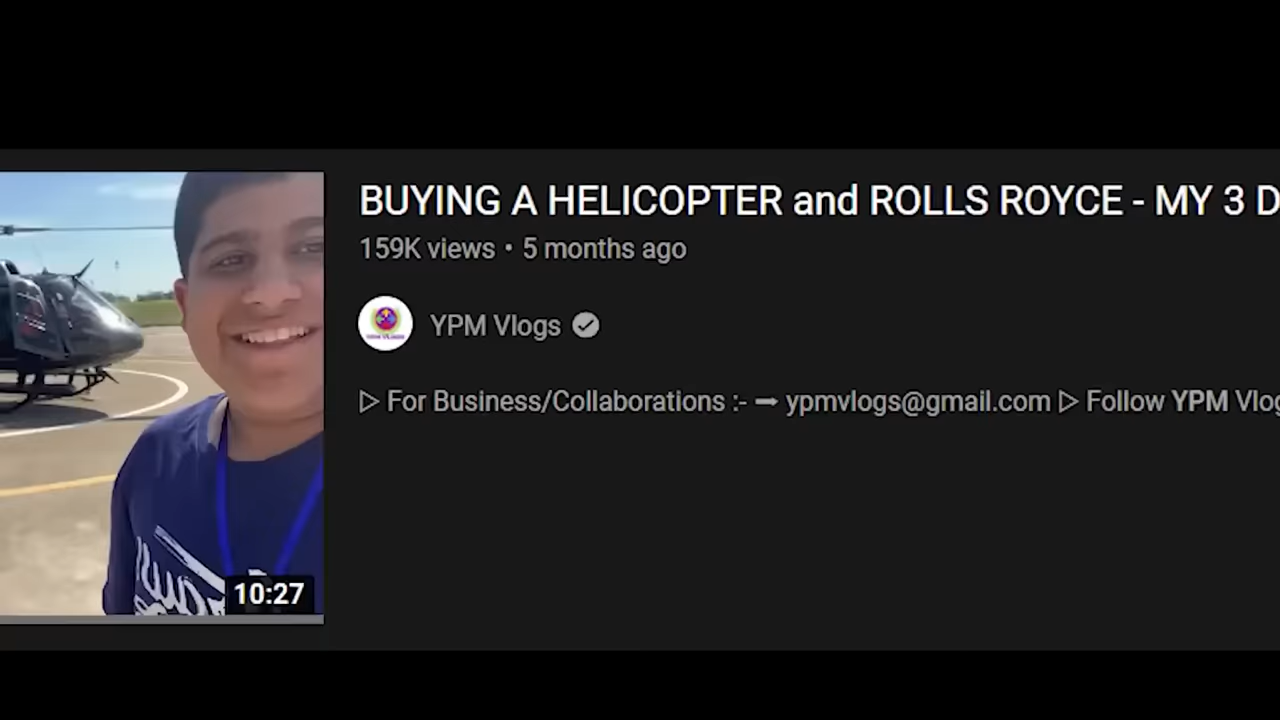 BUYING A HELICOPTER and ROLLS ROYCE - MY 3 D
159K views • 5 months ago
YPM Vlogs
▷ For Business/Collaborations :- ➞ ypmvlogs@gmail.com ▷ Follow YPM Vlog
10:27